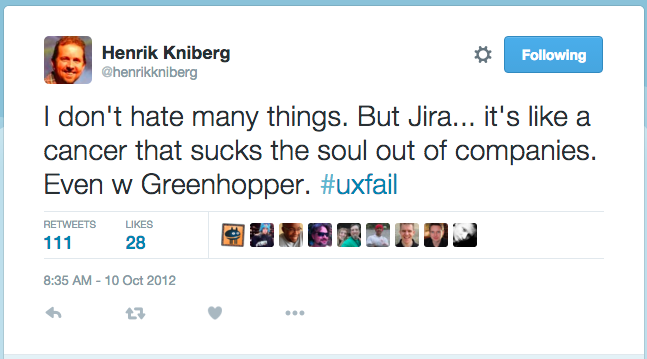 Henrik Kniberg
@henrikkniberg
Following
I don't hate many things. But Jira... it's like a
cancer that sucks the soul out of companies.
Even w Greenhopper. #uxfail
RETWEETS LIKES
111 28
8:35 AM - 10 Oct 2012